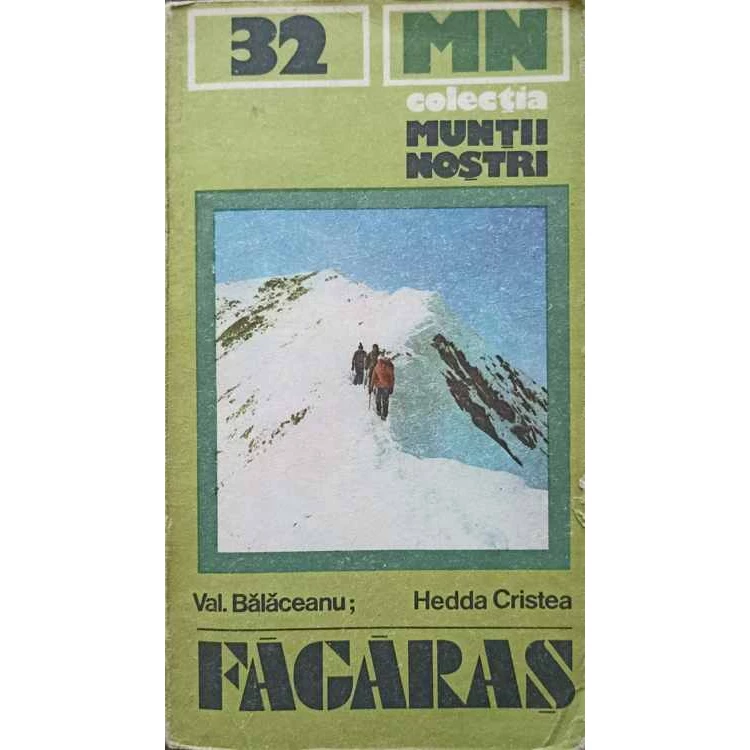 32 MN
colecția
MUNȚII
NOȘTRI
Val. Bălăceanu; Hedda Cristea
FĂGĂRAȘ